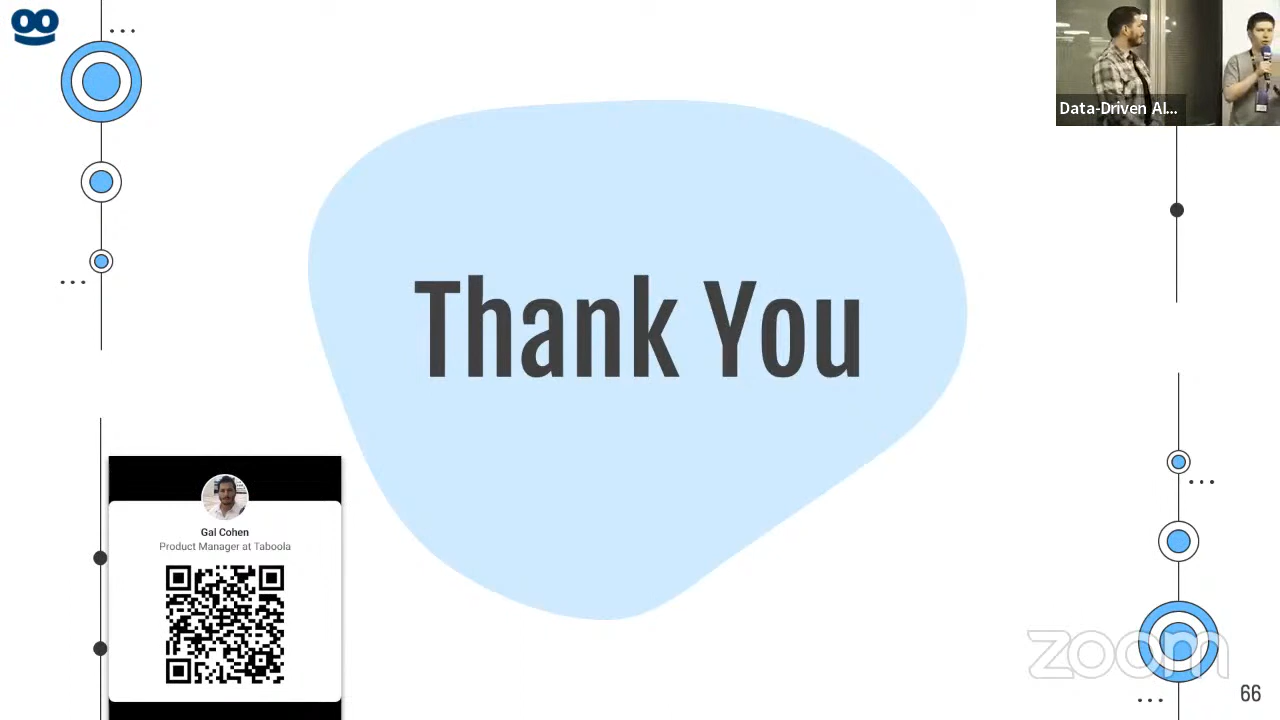 Data-Driven AI...
Thank You
Gal Cohen
Product Manager at Taboola
zoom
66